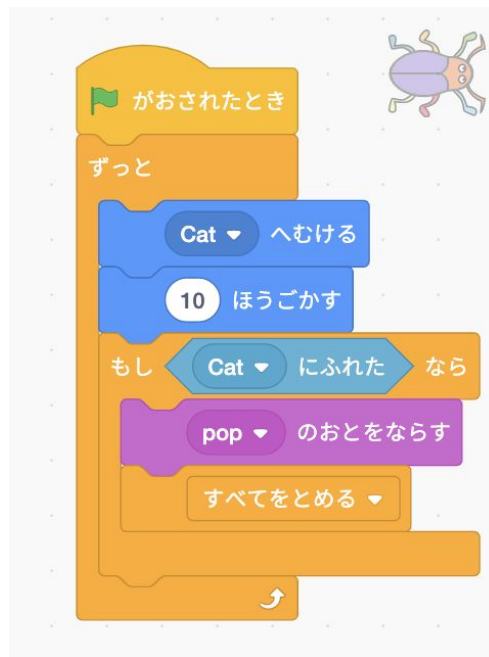 がおされたとき
ずっと
Cat へむける
10 ほうごかす
もし Cat にふれた なら
pop のおとをならす
すべてをとめる